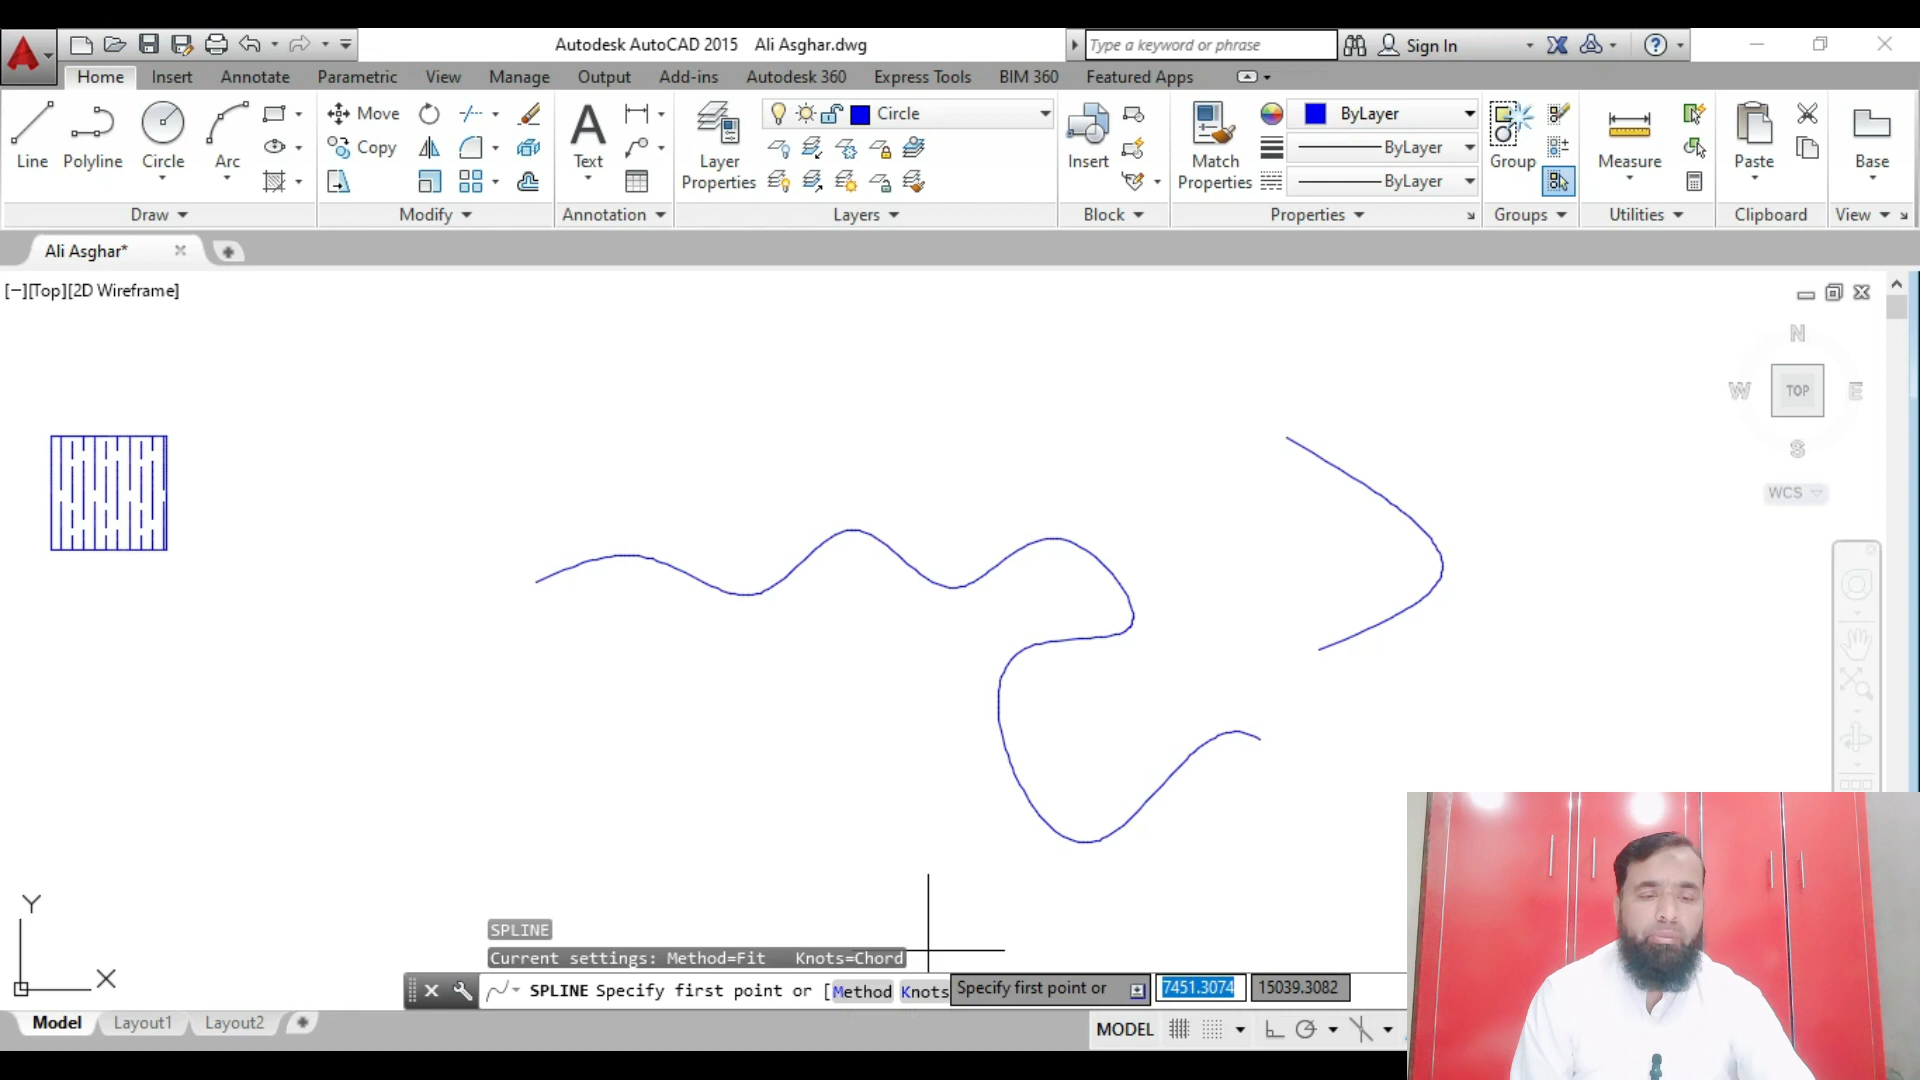 Autodesk AutoCAD 2015 Ali Asghar.dwg
Type a keyword or phrase
Sign In
Home Insert Annotate Parametric View Manage Output Add-ins Autodesk 360 Express Tools BIM 360 Featured Apps
Line Polyline Circle Arc
Draw
Move
Copy
Modify
Text
Annotation
Layer
Properties
Circle
Layers
Insert
Block
Match
Properties
ByLayer
ByLayer
ByLayer
Properties
Group
Groups
Measure
Utilities
Paste
Clipboard
Base
View
Ali Asghar*
[−][Top][2D Wireframe]
N
W TOP E
S
WCS
Y
X
SPLINE
Current settings: Method=Fit Knots=Chord
SPLINE Specify first point or [Method Knots
Specify first point or 7451.3074 15039.3082
Model Layout1 Layout2
MODEL